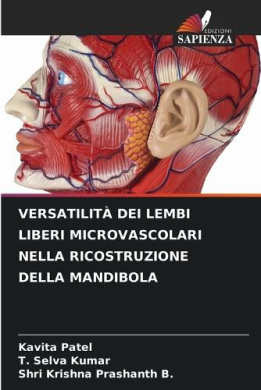 EDIZIONI
SAPIENZA
VERSATILITÀ DEI LEMBI
LIBERI MICROVASCOLARI
NELLA RICOSTRUZIONE
DELLA MANDIBOLA
Kavita Patel
T. Selva Kumar
Shri Krishna Prashanth B.